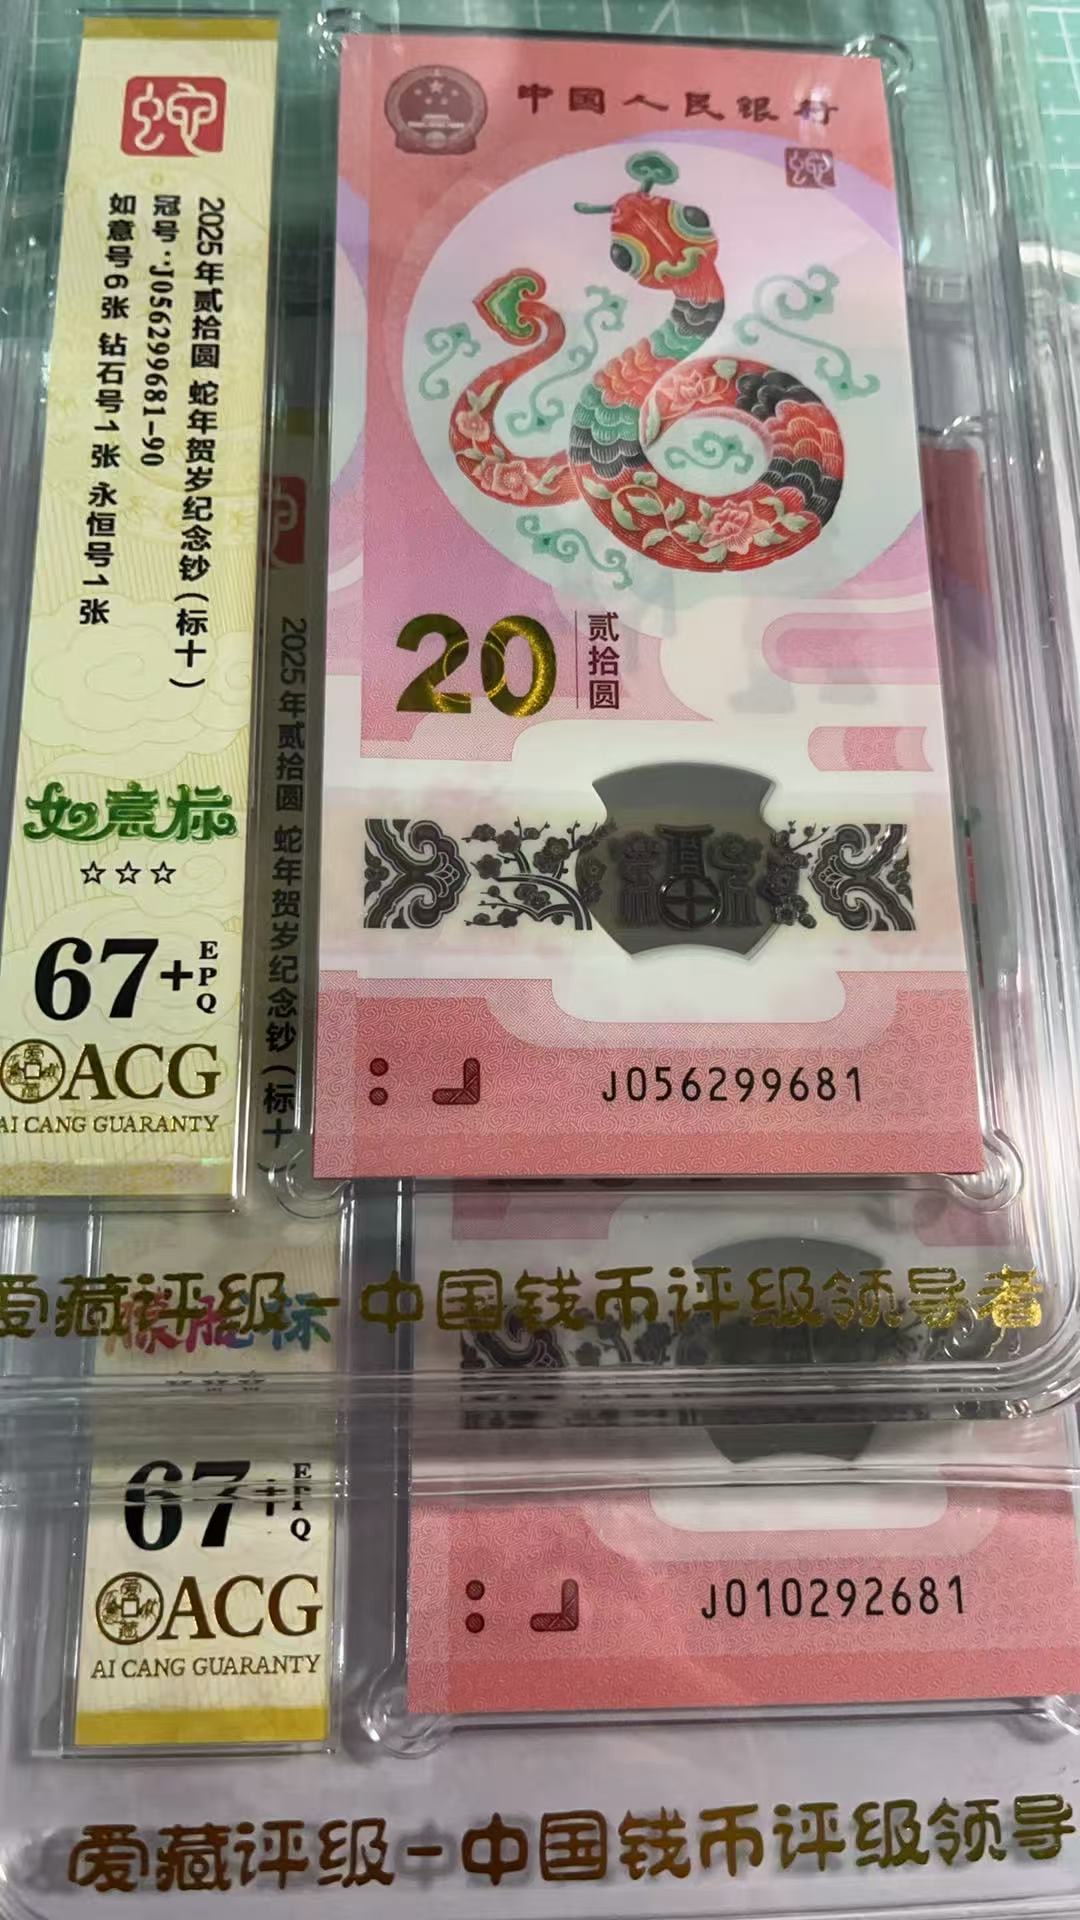 蛇
2025年贰拾圆 蛇年贺岁纪念钞(标十)
冠号:J056299681-90
如意号6张 钻石号1张 永恒号1张
如意标
☆☆☆
67+
EPQ
ACG
AI CANG GUARANTY
中国人民银行
蛇
20
贰拾圆
福
J056299681
爱藏评级-中国钱币评级领导者
2025年贰拾圆 蛇年贺岁纪念钞(标十)
标
☆☆☆
67+
EPQ
ACG
AI CANG GUARANTY
J010292681
爱藏评级-中国钱币评级领导